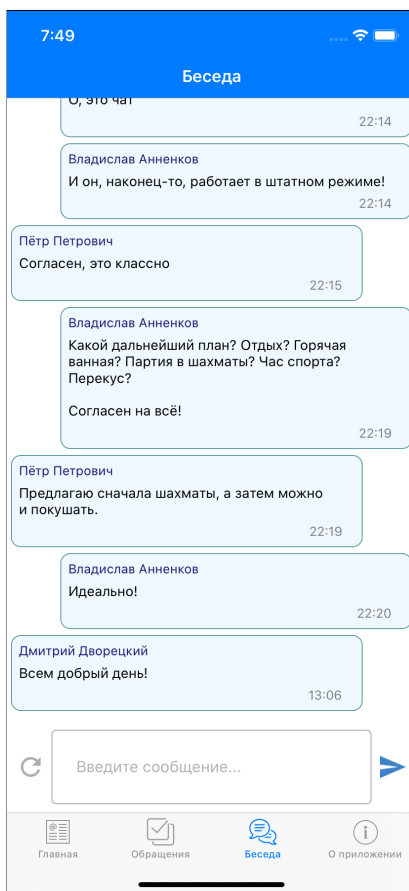 7:49
Беседа
О, это чат
22:14
Владислав Анненков
И он, наконец-то, работает в штатном режиме!
22:14
Пётр Петрович
Согласен, это классно
22:15
Владислав Анненков
Какой дальнейший план? Отдых? Горячая
ванная? Партия в шахматы? Час спорта?
Перекус?
Согласен на всё!
22:19
Пётр Петрович
Предлагаю сначала шахматы, а затем можно
и покушать.
22:19
Владислав Анненков
Идеально!
22:20
Дмитрий Дворецкий
Всем добрый день!
13:06
Введите сообщение...
Главная
Обращения
Беседа
О приложении